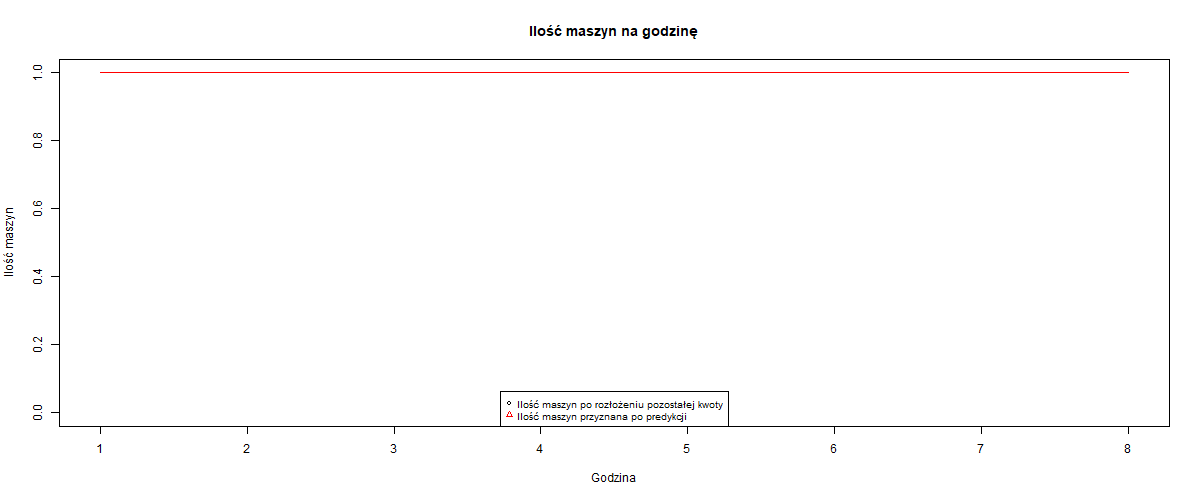 Ilość maszyn na godzinę
Ilość maszyn
1.0
0.8
0.6
0.4
0.2
0.0
Ilość maszyn po rozłożeniu pozostałej kwoty
Ilość maszyn przyznana po predykcji
1 2 3 4 5 6 7 8
Godzina